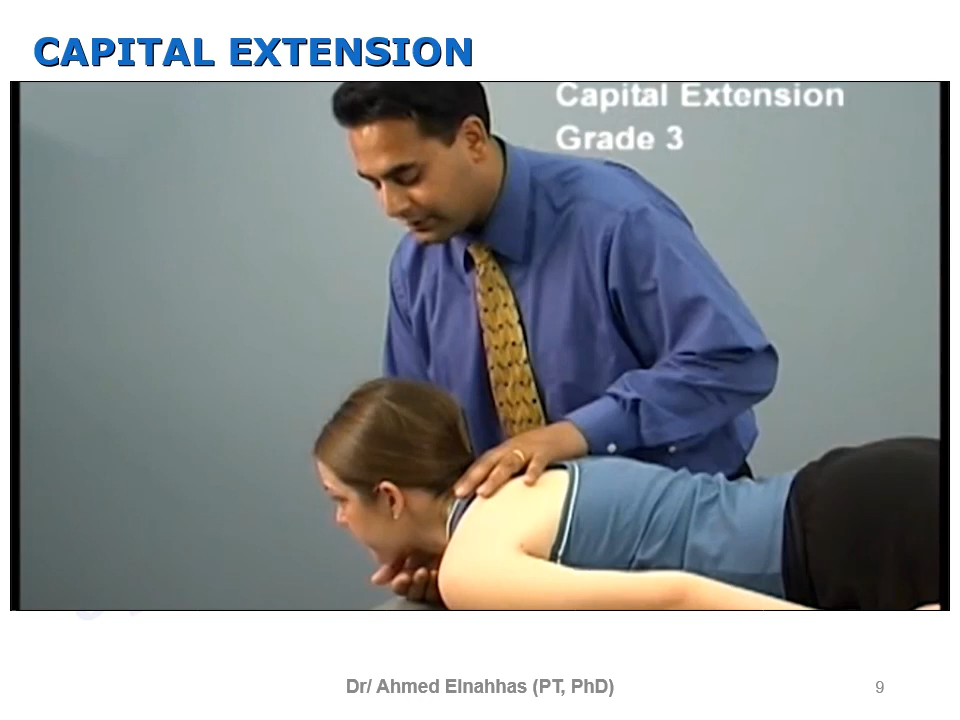 CAPITAL EXTENSION
Capital Extension
Grade 3
Dr/ Ahmed Elnahhas (PT, PhD)
9